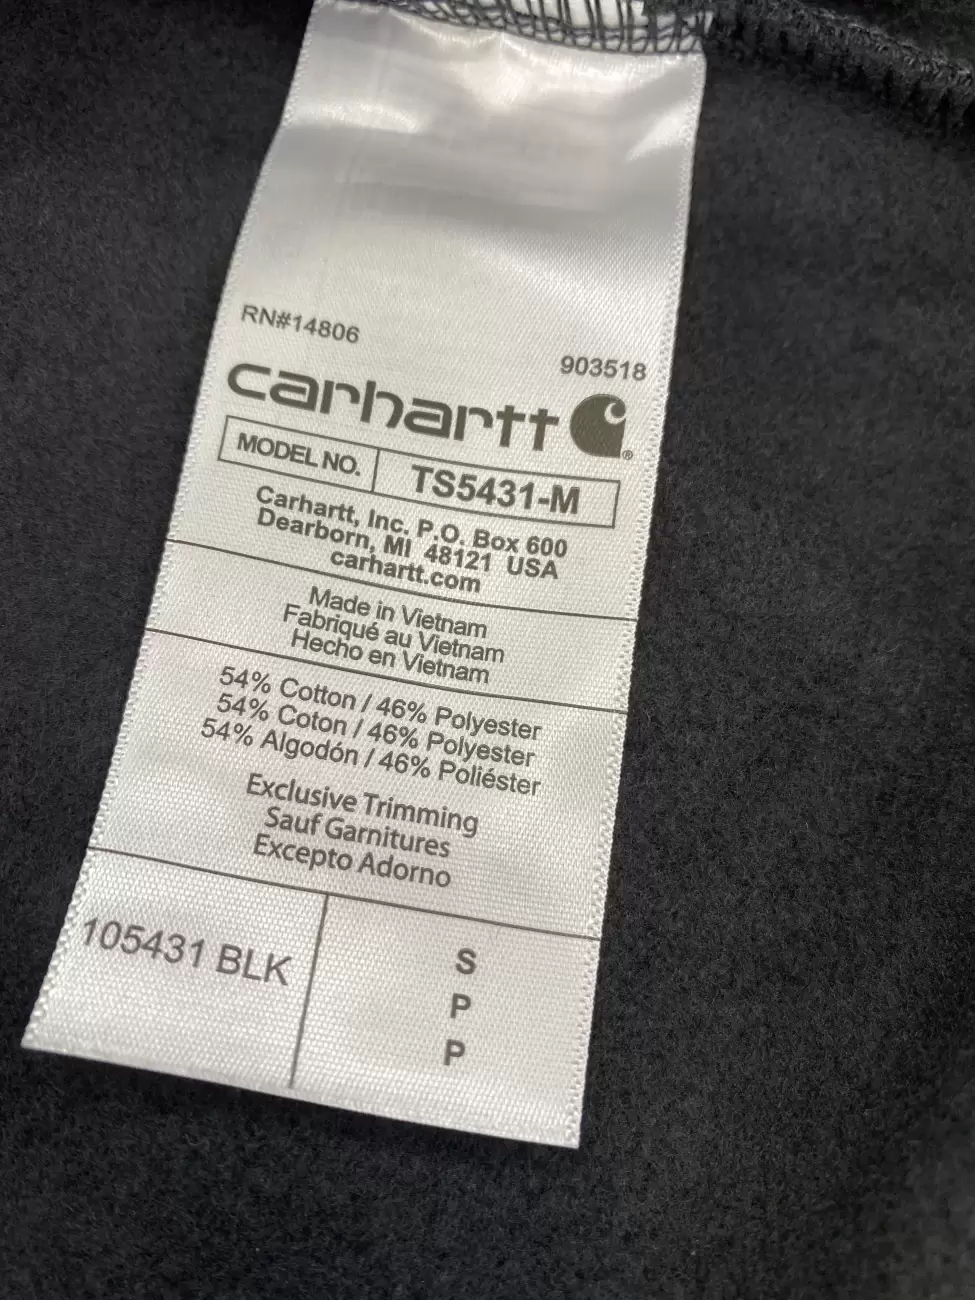 RN#14806
903518
carhartt
®
MODEL NO.
TS5431-M
Carhartt, Inc. P.O. Box 600
Dearborn, MI 48121 USA
carhartt.com
Made in Vietnam
Fabriqué au Vietnam
Hecho en Vietnam
54% Cotton / 46% Polyester
54% Coton / 46% Polyester
54% Algodón / 46% Poliéster
Exclusive Trimming
Sauf Garnitures
Excepto Adorno
105431 BLK
S
P
P